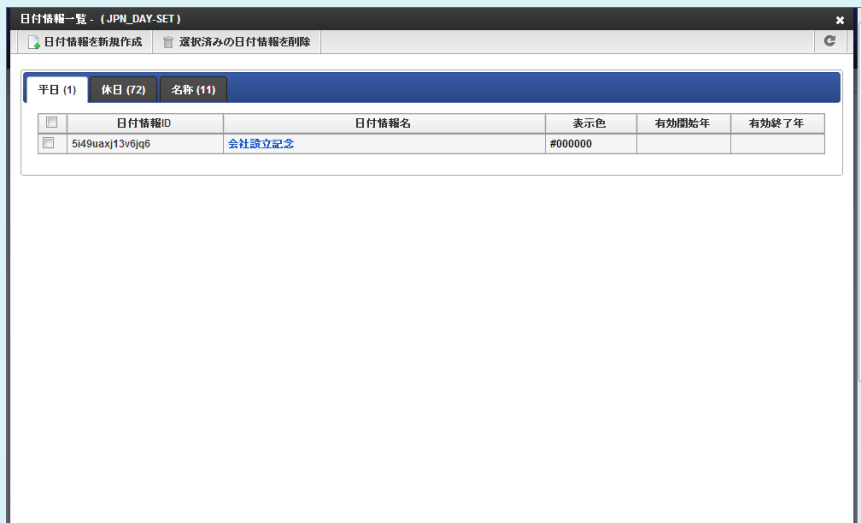 日付情報一覧 - ( JPN_DAY-SET )
日付情報を新規作成 選択済みの日付情報を削除
平日 (1) 休日 (72) 名称 (11)
日付情報ID 日付情報名 表示色 有効開始年 有効終了年
5i49uaxj13v6jq6 会社設立記念 #000000